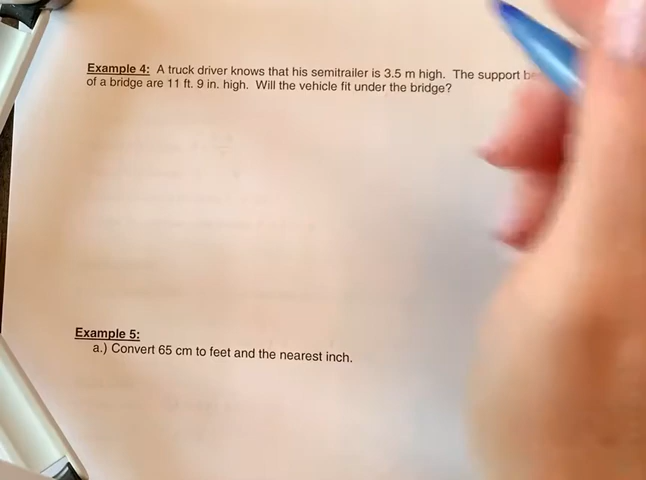 Example 4: A truck driver knows that his semitrailer is 3.5 m high. The support
of a bridge are 11 ft. 9 in. high. Will the vehicle fit under the bridge?
Example 5:
a.) Convert 65 cm to feet and the nearest inch.